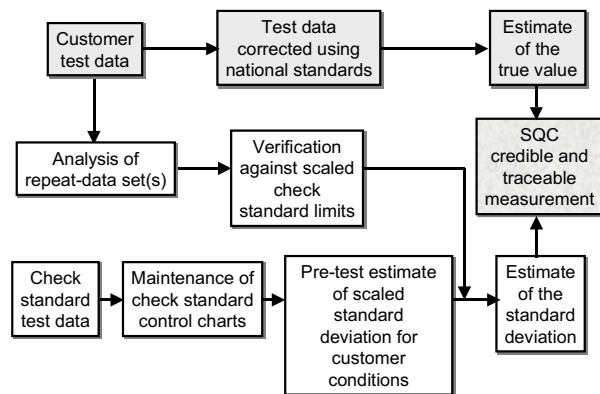 Customer
test data
Test data
corrected using
national standards
Estimate
of the
true value
Analysis of
repeat-data set(s)
Verification
against scaled
check
standard limits
SQC
credible and
traceable
measurement
Check
standard
test data
Maintenance of
check standard
control charts
Pre-test estimate
of scaled
standard
deviation for
customer
conditions
Estimate
of the
standard
deviation